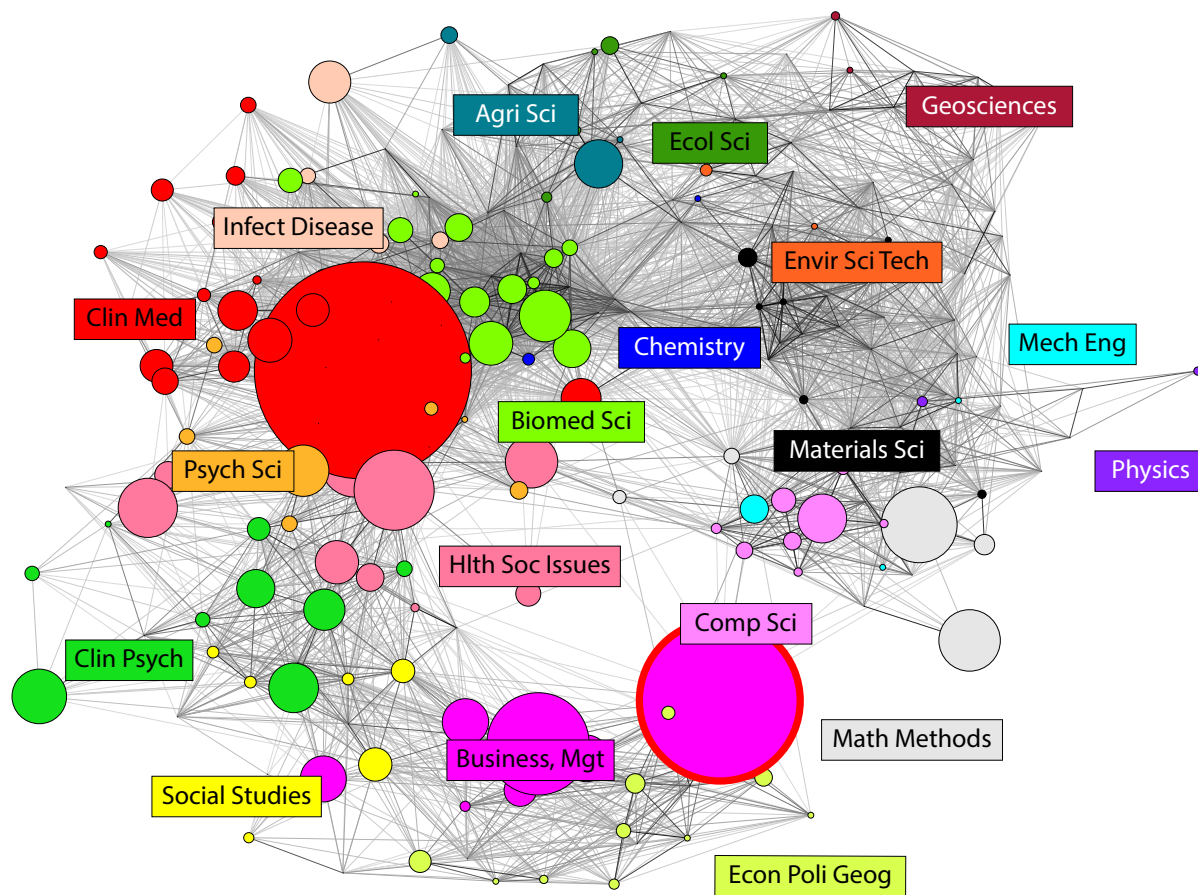 Geosciences
Agri Sci
Ecol Sci
Infect Disease
Envir Sci Tech
Clin Med
Chemistry
Mech Eng
Biomed Sci
Materials Sci
Psych Sci
Physics
Hlth Soc Issues
Comp Sci
Clin Psych
Math Methods
Business, Mgt
Social Studies
Econ Poli Geog